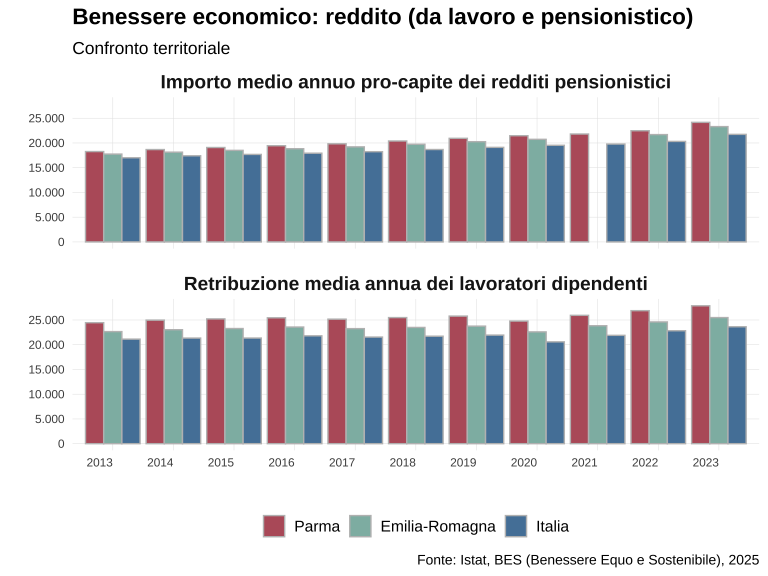 Benessere economico: reddito (da lavoro e pensionistico)
Confronto territoriale
Importo medio annuo pro-capite dei redditi pensionistici
25.000
20.000
15.000
10.000
5.000
0
Retribuzione media annua dei lavoratori dipendenti
25.000
20.000
15.000
10.000
5.000
0
2013 2014 2015 2016 2017 2018 2019 2020 2021 2022 2023
Parma Emilia-Romagna Italia
Fonte: Istat, BES (Benessere Equo e Sostenibile), 2025